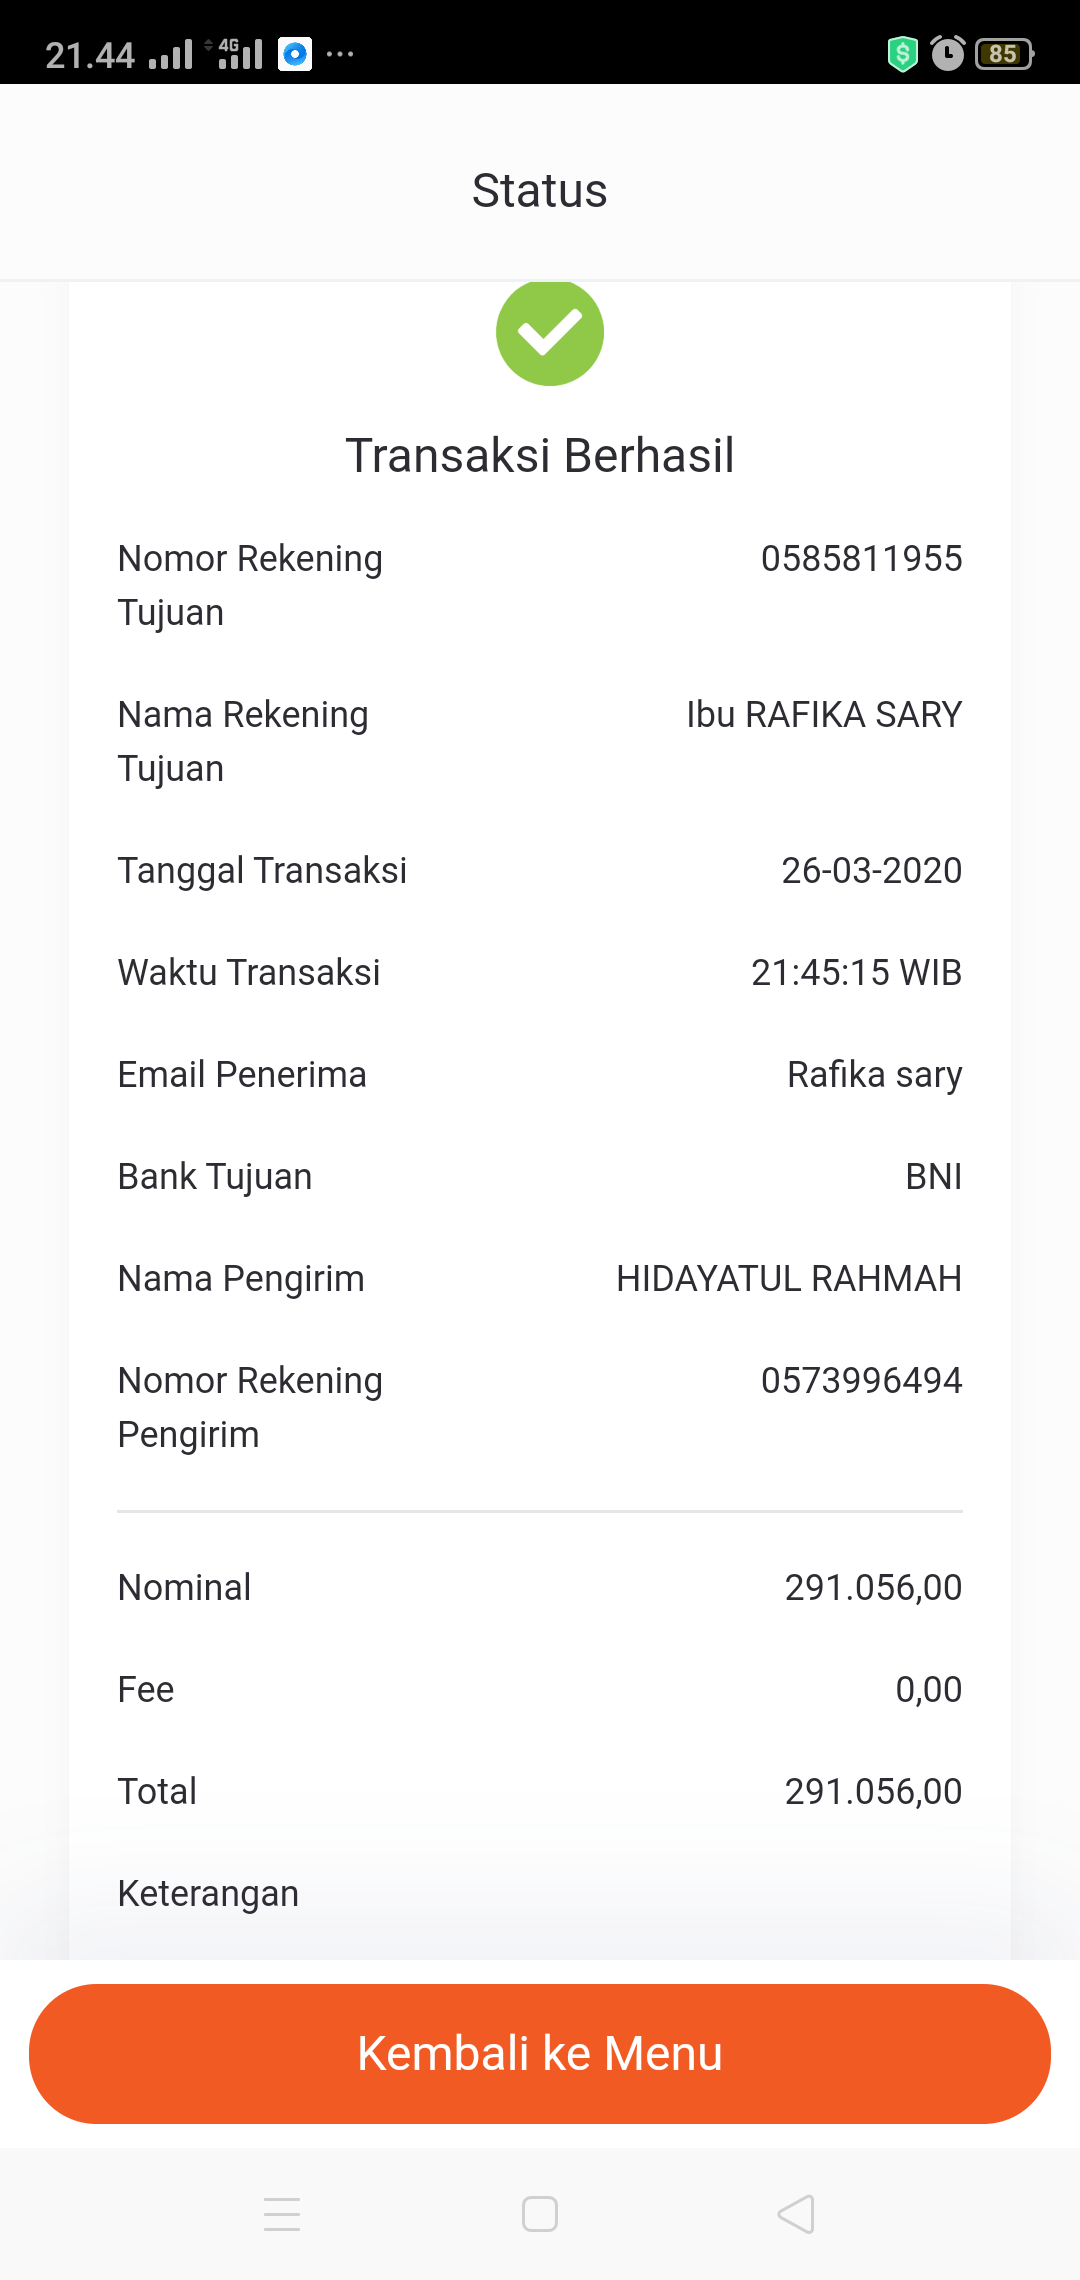 21.44 4G 85
Status
Transaksi Berhasil
Nomor Rekening Tujuan 0585811955
Nama Rekening Tujuan Ibu RAFIKA SARY
Tanggal Transaksi 26-03-2020
Waktu Transaksi 21:45:15 WIB
Email Penerima Rafika sary
Bank Tujuan BNI
Nama Pengirim HIDAYATUL RAHMAH
Nomor Rekening Pengirim 0573996494
Nominal 291.056,00
Fee 0,00
Total 291.056,00
Keterangan
Kembali ke Menu